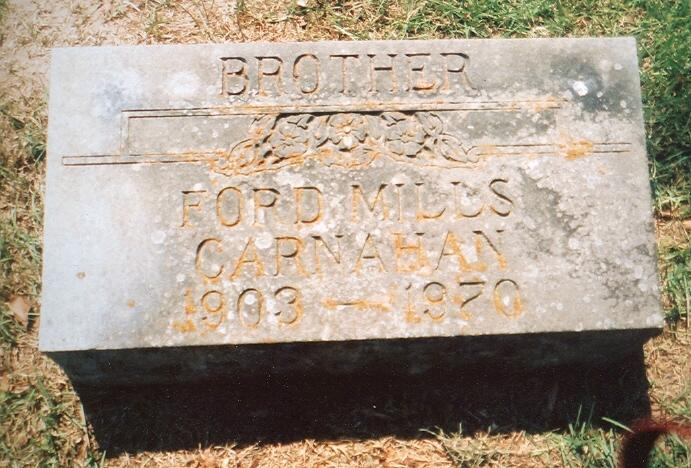 BROTHER
FORD MILLS
CARNAHAN
1903 — 1970